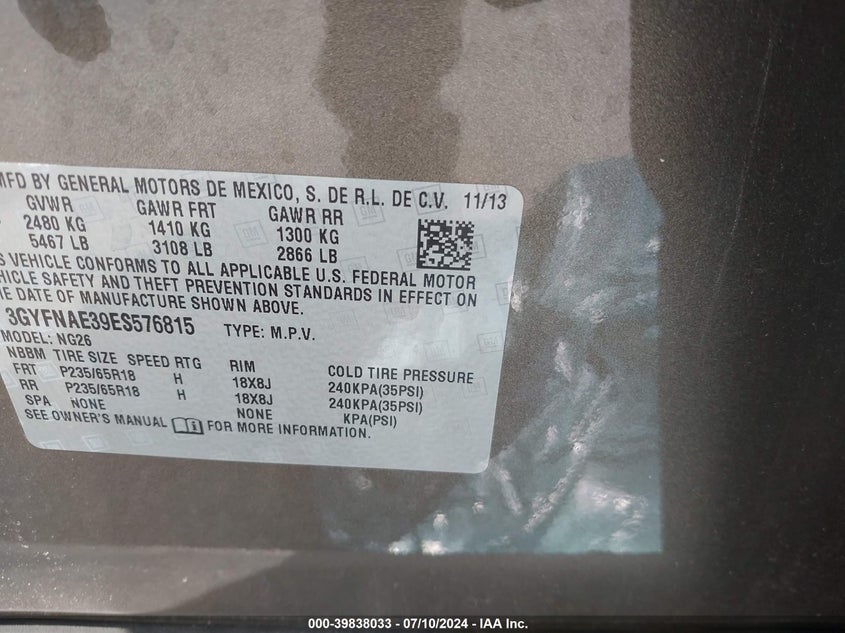 MFD BY GENERAL MOTORS DE MEXICO, S. DE R.L. DE C.V. 11/13
GVWR GAWR FRT GAWR RR
2480 KG 1410 KG 1300 KG
5467 LB 3108 LB 2866 LB
VEHICLE CONFORMS TO ALL APPLICABLE U.S. FEDERAL MOTOR
SAFETY AND THEFT PREVENTION STANDARDS IN EFFECT ON
DATE OF MANUFACTURE SHOWN ABOVE.
3GYFNAE39ES576815 TYPE: M.P.V.
MODEL: NG26
NBBM TIRE SIZE SPEED RTG RIM COLD TIRE PRESSURE
FRT P235/65R18 H 18X8J 240KPA(35PSI)
RR P235/65R18 H 18X8J 240KPA(35PSI)
SPA NONE NONE KPA(PSI)
SEE OWNER'S MANUAL FOR MORE INFORMATION.
000-39838033 - 07/10/2024 - IAA Inc.